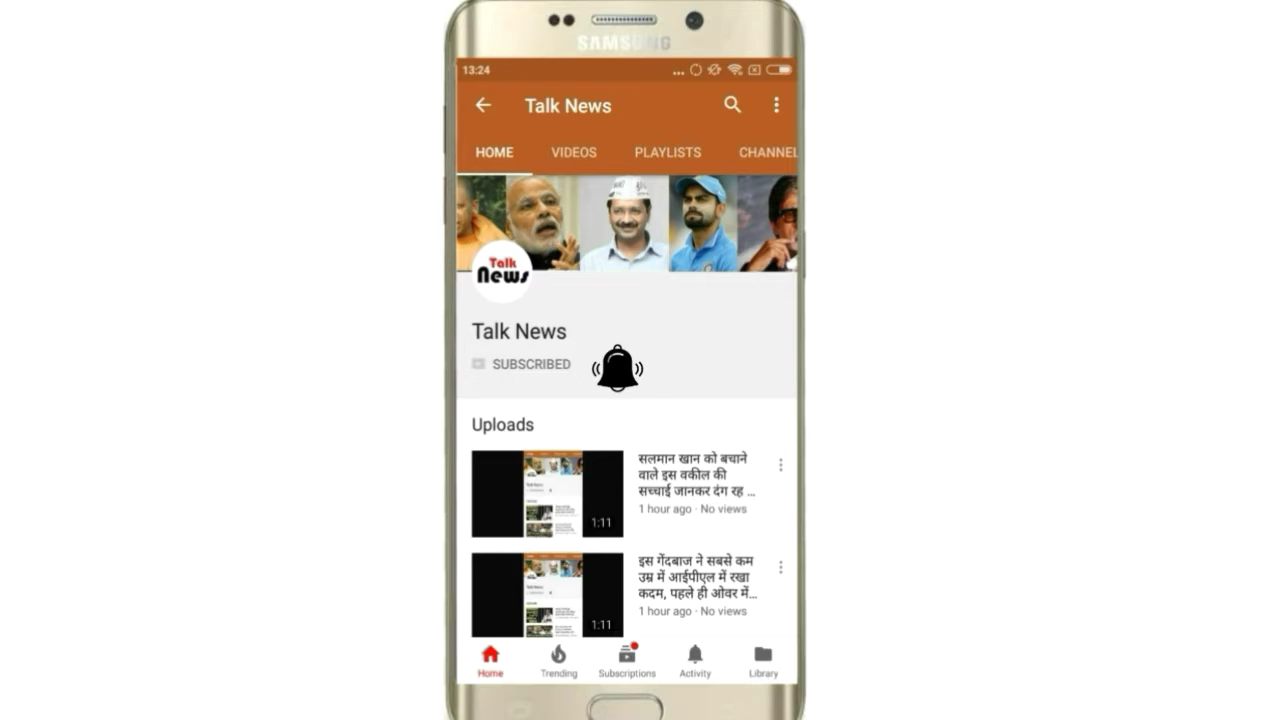 SAMSUNG
13:24
Talk News
HOME VIDEOS PLAYLISTS CHANNEL
Talk
News
Talk News
SUBSCRIBED
Uploads
सलमान खान को बचाने
वाले इस वकील की
सच्चाई जानकर दंग रह ...
1 hour ago · No views
1:11
इस गेंदबाज ने सबसे कम
उम्र में आईपीएल में रखा
कदम, पहले ही ओवर में...
1 hour ago · No views
1:11
Home Trending Subscriptions Activity Library